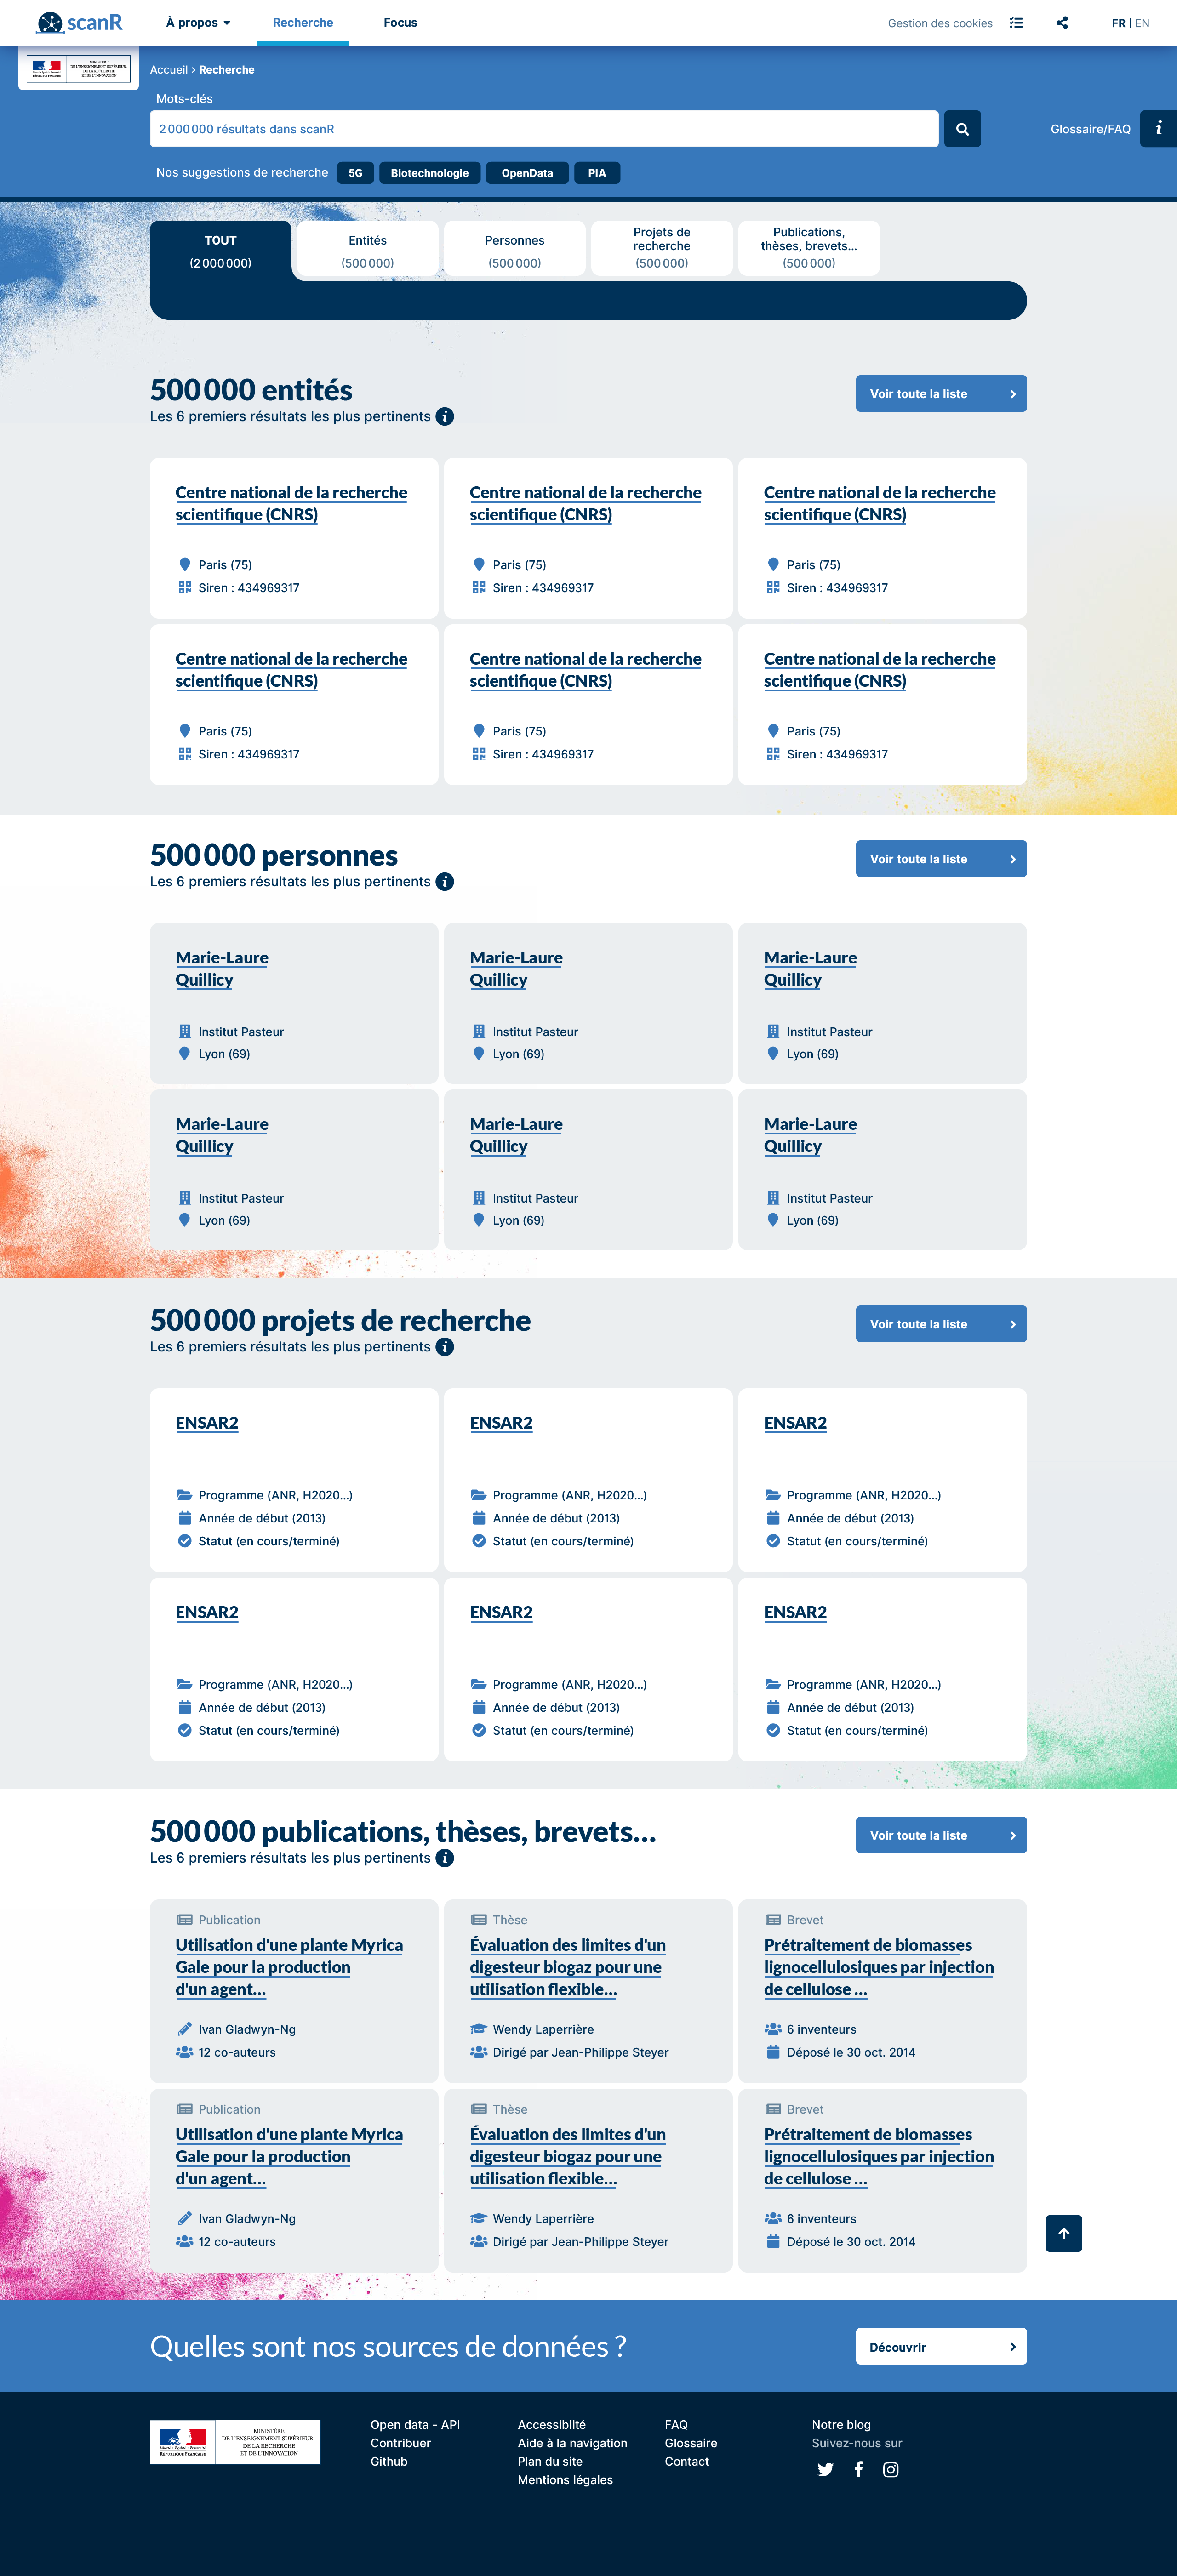 scanR
À propos
Recherche
Focus
Gestion des cookies
FR | EN
MINISTÈRE
DE L'ENSEIGNEMENT SUPÉRIEUR,
DE LA RECHERCHE
ET DE L'INNOVATION
Accueil > Recherche
Mots-clés
2 000 000 résultats dans scanR
Glossaire/FAQ
Nos suggestions de recherche
5G
Biotechnologie
OpenData
PIA
TOUT
(2 000 000)
Entités
(500 000)
Personnes
(500 000)
Projets de
recherche
(500 000)
Publications,
thèses, brevets...
(500 000)
500 000 entités
Les 6 premiers résultats les plus pertinents
Voir toute la liste
Centre national de la recherche
scientifique (CNRS)
Paris (75)
Siren : 434969317
Centre national de la recherche
scientifique (CNRS)
Paris (75)
Siren : 434969317
Centre national de la recherche
scientifique (CNRS)
Paris (75)
Siren : 434969317
Centre national de la recherche
scientifique (CNRS)
Paris (75)
Siren : 434969317
Centre national de la recherche
scientifique (CNRS)
Paris (75)
Siren : 434969317
Centre national de la recherche
scientifique (CNRS)
Paris (75)
Siren : 434969317
500 000 personnes
Les 6 premiers résultats les plus pertinents
Voir toute la liste
Marie-Laure
Quillicy
Institut Pasteur
Lyon (69)
Marie-Laure
Quillicy
Institut Pasteur
Lyon (69)
Marie-Laure
Quillicy
Institut Pasteur
Lyon (69)
Marie-Laure
Quillicy
Institut Pasteur
Lyon (69)
Marie-Laure
Quillicy
Institut Pasteur
Lyon (69)
Marie-Laure
Quillicy
Institut Pasteur
Lyon (69)
500 000 projets de recherche
Les 6 premiers résultats les plus pertinents
Voir toute la liste
ENSAR2
Programme (ANR, H2020...)
Année de début (2013)
Statut (en cours/terminé)
ENSAR2
Programme (ANR, H2020...)
Année de début (2013)
Statut (en cours/terminé)
ENSAR2
Programme (ANR, H2020...)
Année de début (2013)
Statut (en cours/terminé)
ENSAR2
Programme (ANR, H2020...)
Année de début (2013)
Statut (en cours/terminé)
ENSAR2
Programme (ANR, H2020...)
Année de début (2013)
Statut (en cours/terminé)
ENSAR2
Programme (ANR, H2020...)
Année de début (2013)
Statut (en cours/terminé)
500 000 publications, thèses, brevets...
Les 6 premiers résultats les plus pertinents
Voir toute la liste
Publication
Utilisation d'une plante Myrica
Gale pour la production
d'un agent...
Ivan Gladwyn-Ng
12 co-auteurs
Thèse
Évaluation des limites d'un
digesteur biogaz pour une
utilisation flexible...
Wendy Laperrière
Dirigé par Jean-Philippe Steyer
Brevet
Prétraitement de biomasses
lignocellulosiques par injection
de cellulose ...
6 inventeurs
Déposé le 30 oct. 2014
Publication
Utilisation d'une plante Myrica
Gale pour la production
d'un agent...
Ivan Gladwyn-Ng
12 co-auteurs
Thèse
Évaluation des limites d'un
digesteur biogaz pour une
utilisation flexible...
Wendy Laperrière
Dirigé par Jean-Philippe Steyer
Brevet
Prétraitement de biomasses
lignocellulosiques par injection
de cellulose ...
6 inventeurs
Déposé le 30 oct. 2014
Quelles sont nos sources de données ?
Découvrir
Liberté • Égalité • Fraternité
RÉPUBLIQUE FRANÇAISE
MINISTÈRE
DE L'ENSEIGNEMENT SUPÉRIEUR,
DE LA RECHERCHE
ET DE L'INNOVATION
Open data - API
Contribuer
Github
Accessiblité
Aide à la navigation
Plan du site
Mentions légales
FAQ
Glossaire
Contact
Notre blog
Suivez-nous sur